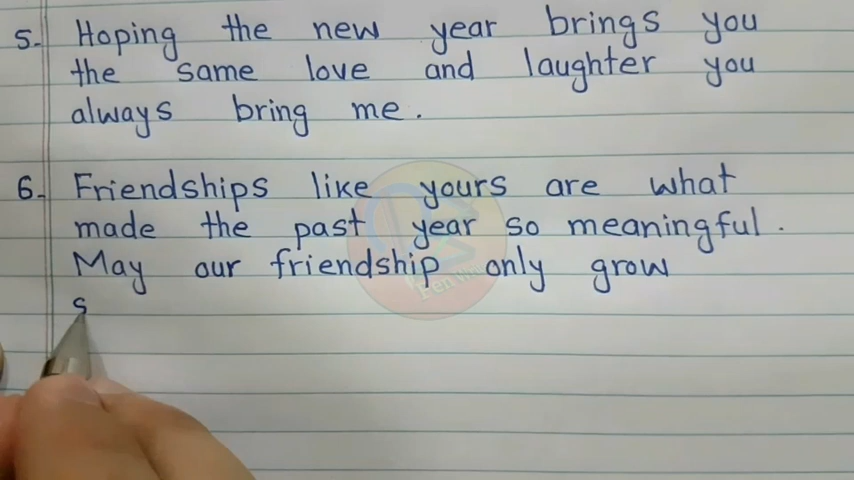 5. Hoping the new year brings you
the same love and laughter you
always bring me.
6. Friendships like yours are what
made the past year so meaningful.
May our friendship only grow
s